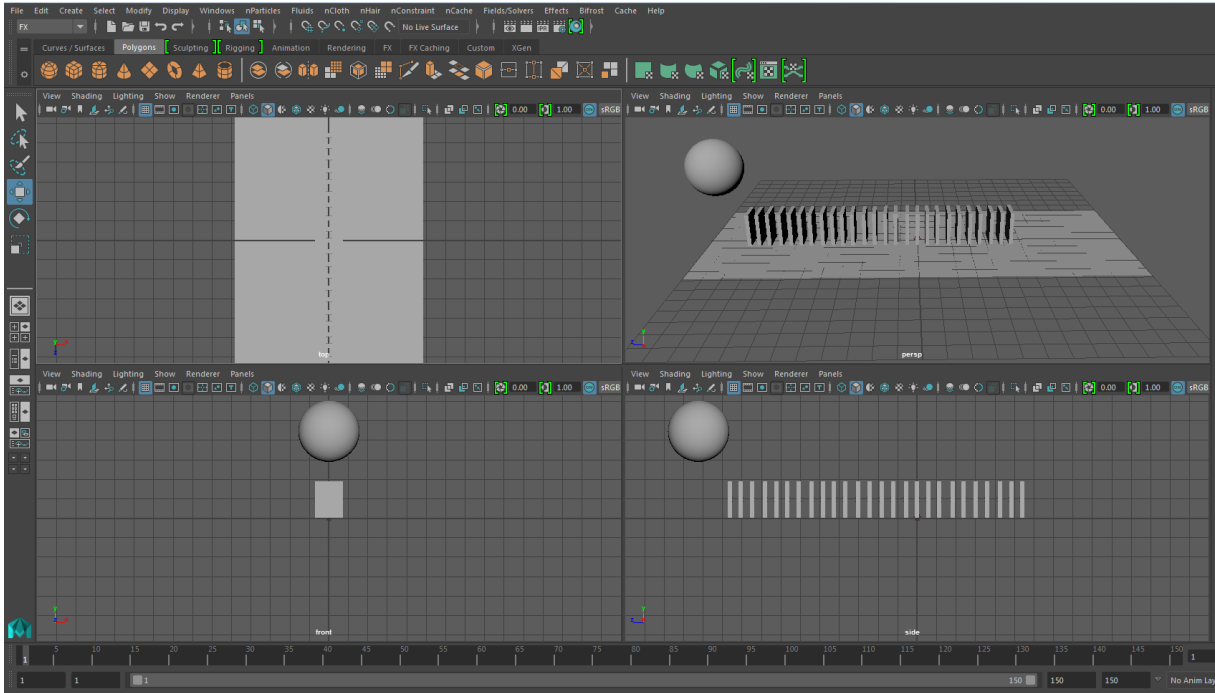 File Edit Create Select Modify Display Windows nParticles Fluids nCloth nHair nConstraint nCache Fields/Solvers Effects Bifrost Cache Help
FX No Live Surface
Curves / Surfaces Polygons Sculpting Rigging Animation Rendering FX FX Caching Custom XGen
View Shading Lighting Show Renderer Panels
0.00 1.00 sRGB
top
View Shading Lighting Show Renderer Panels
0.00 1.00 sRGB
persp
View Shading Lighting Show Renderer Panels
0.00 1.00 sRGB
front
View Shading Lighting Show Renderer Panels
0.00 1.00 sRGB
side
1 5 10 15 20 25 30 35 40 45 50 55 60 65 70 75 80 85 90 95 100 105 110 115 120 125 130 135 140 145 150 1
1 1 1 150 150 150 No Anim Lay